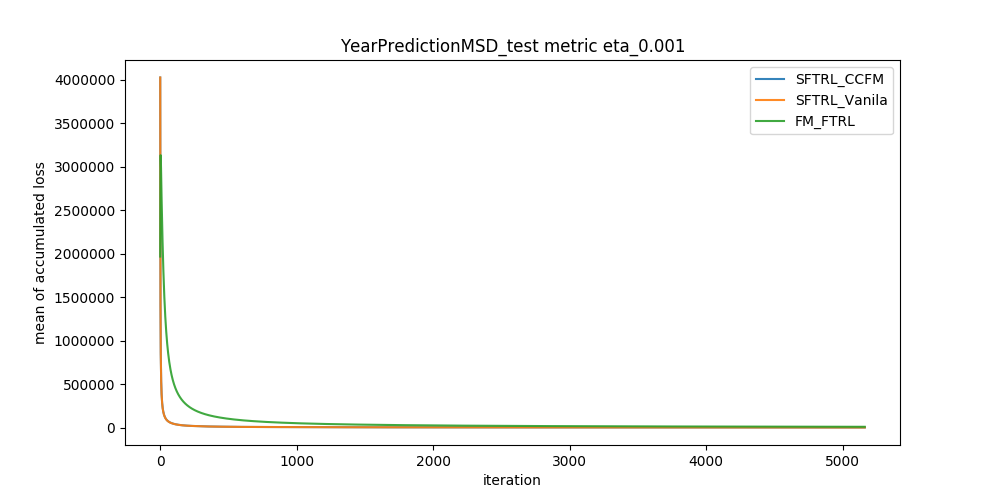 YearPredictionMSD_test metric eta_0.001
SFTRL_CCFM
SFTRL_Vanila
FM_FTRL
mean of accumulated loss
4000000
3500000
3000000
2500000
2000000
1500000
1000000
500000
0
0 1000 2000 3000 4000 5000
iteration